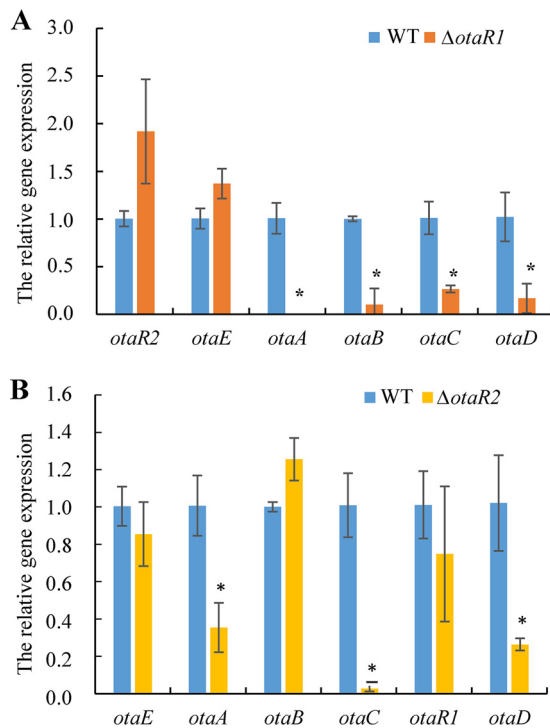 A
WT ΔotaR1
The relative gene expression
3.0
2.5
2.0
1.5
1.0
0.5
0.0
* * * *
otaR2 otaE otaA otaB otaC otaD
B
WT ΔotaR2
The relative gene expression
1.6
1.4
1.2
1.0
0.8
0.6
0.4
0.2
0.0
* * *
otaE otaA otaB otaC otaR1 otaD